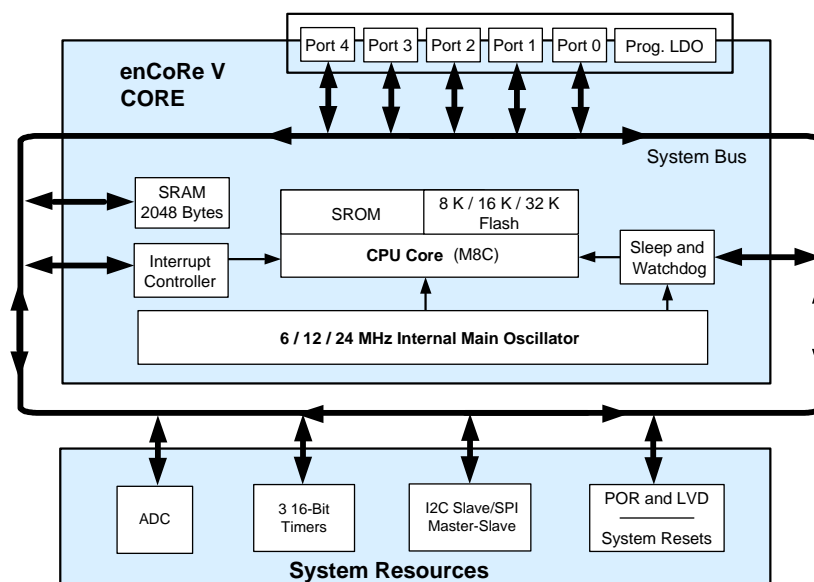 Port 4 Port 3 Port 2 Port 1 Port 0 Prog. LDO
enCoRe V
CORE
System Bus
SRAM
2048 Bytes
SROM
8 K / 16 K / 32 K
Flash
CPU Core (M8C)
Interrupt
Controller
Sleep and
Watchdog
6 / 12 / 24 MHz Internal Main Oscillator
ADC
3 16-Bit
Timers
I2C Slave/SPI
Master-Slave
POR and LVD
System Resets
System Resources